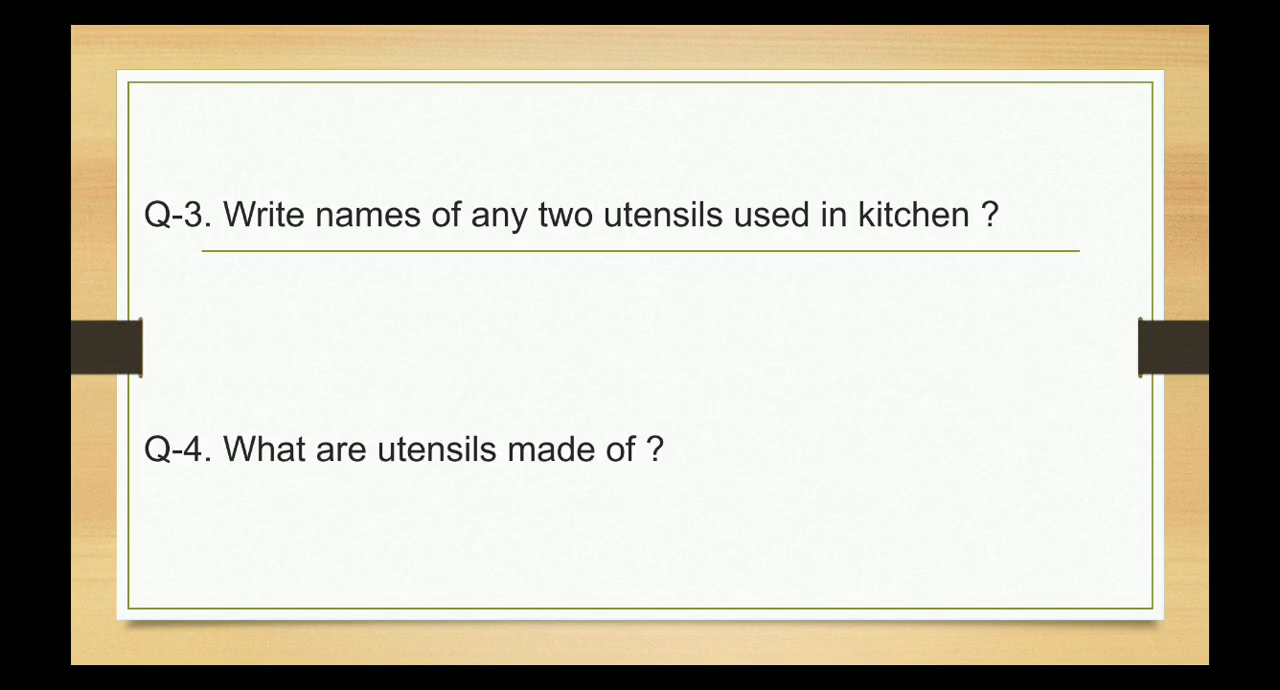 Q-3. Write names of any two utensils used in kitchen ?
Q-4. What are utensils made of ?